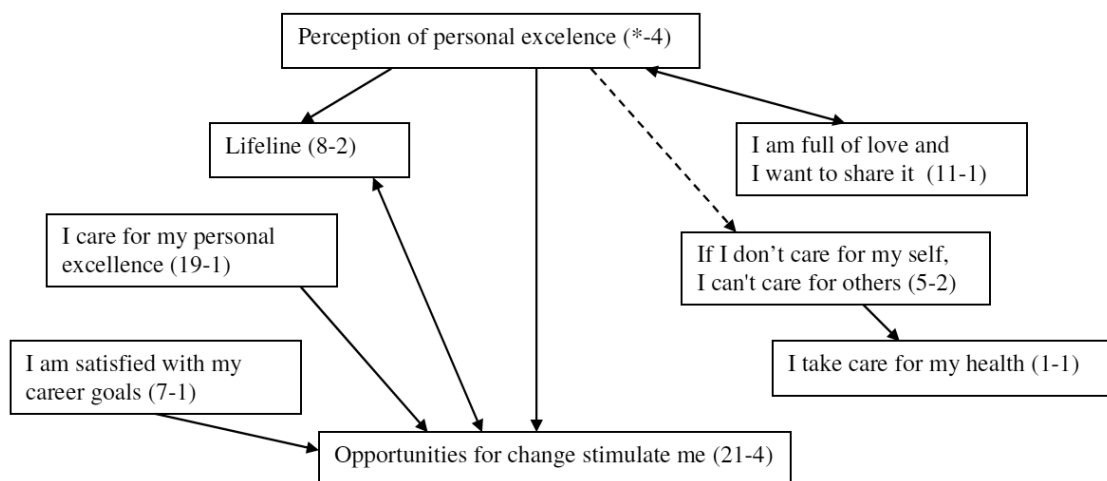 Perception of personal excelence (*-4)
Lifeline (8-2)
I am full of love and
I want to share it (11-1)
I care for my personal
excellence (19-1)
If I don’t care for my self,
I can't care for others (5-2)
I am satisfied with my
career goals (7-1)
I take care for my health (1-1)
Opportunities for change stimulate me (21-4)